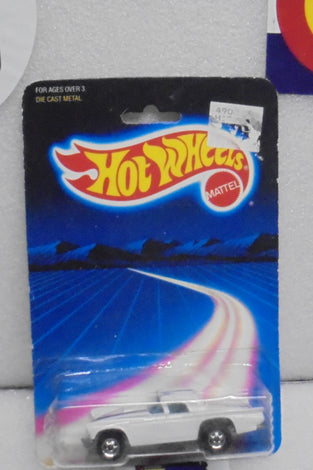 FOR AGES OVER 3
DIE CAST METAL
HOT WHEELS
MATTEL